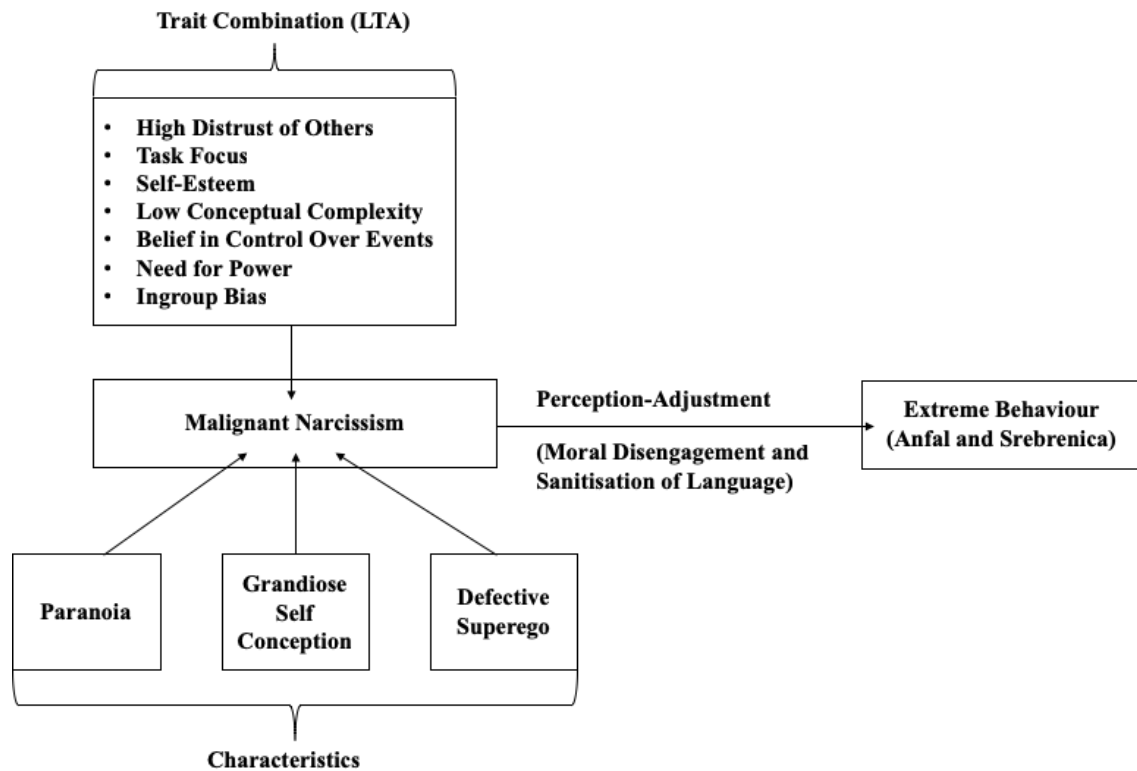 Trait Combination (LTA)
• High Distrust of Others
• Task Focus
• Self-Esteem
• Low Conceptual Complexity
• Belief in Control Over Events
• Need for Power
• Ingroup Bias
Malignant Narcissism
Perception-Adjustment
(Moral Disengagement and
Sanitisation of Language)
Extreme Behaviour
(Anfal and Srebrenica)
Paranoia
Grandiose
Self
Conception
Defective
Superego
Characteristics